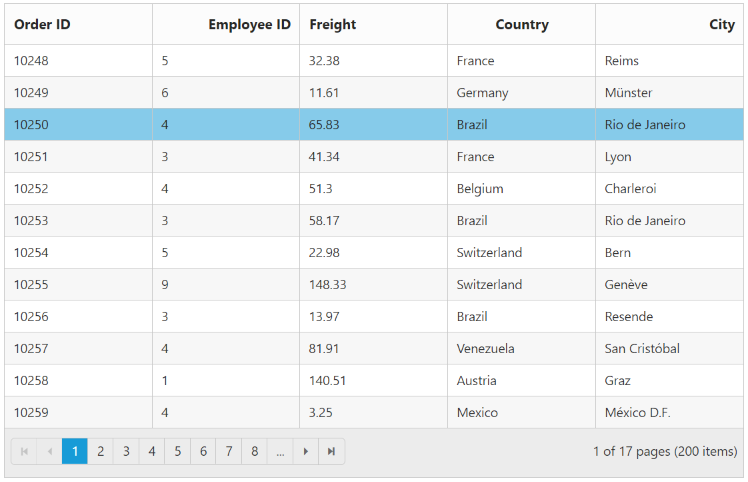 Order ID Employee ID Freight Country City
10248 5 32.38 France Reims
10249 6 11.61 Germany Münster
10250 4 65.83 Brazil Rio de Janeiro
10251 3 41.34 France Lyon
10252 4 51.3 Belgium Charleroi
10253 3 58.17 Brazil Rio de Janeiro
10254 5 22.98 Switzerland Bern
10255 9 148.33 Switzerland Genève
10256 3 13.97 Brazil Resende
10257 4 81.91 Venezuela San Cristóbal
10258 1 140.51 Austria Graz
10259 4 3.25 Mexico México D.F.
1 2 3 4 5 6 7 8 ... 1 of 17 pages (200 items)